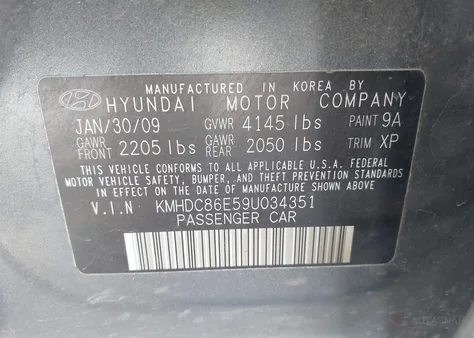 MANUFACTURED IN KOREA BY
HYUNDAI MOTOR COMPANY
JAN/30/09 GVWR 4145 lbs PAINT 9A
GAWR FRONT 2205 lbs GAWR REAR 2050 lbs TRIM XP
THIS VEHICLE CONFORMS TO ALL APPLICABLE U.S.A. FEDERAL
MOTOR VEHICLE SAFETY, BUMPER, AND THEFT PREVENTION STANDARDS
IN EFFECT ON THE DATE OF MANUFACTURE SHOWN ABOVE.
V.I.N KMHDC86E59U034351
PASSENGER CAR